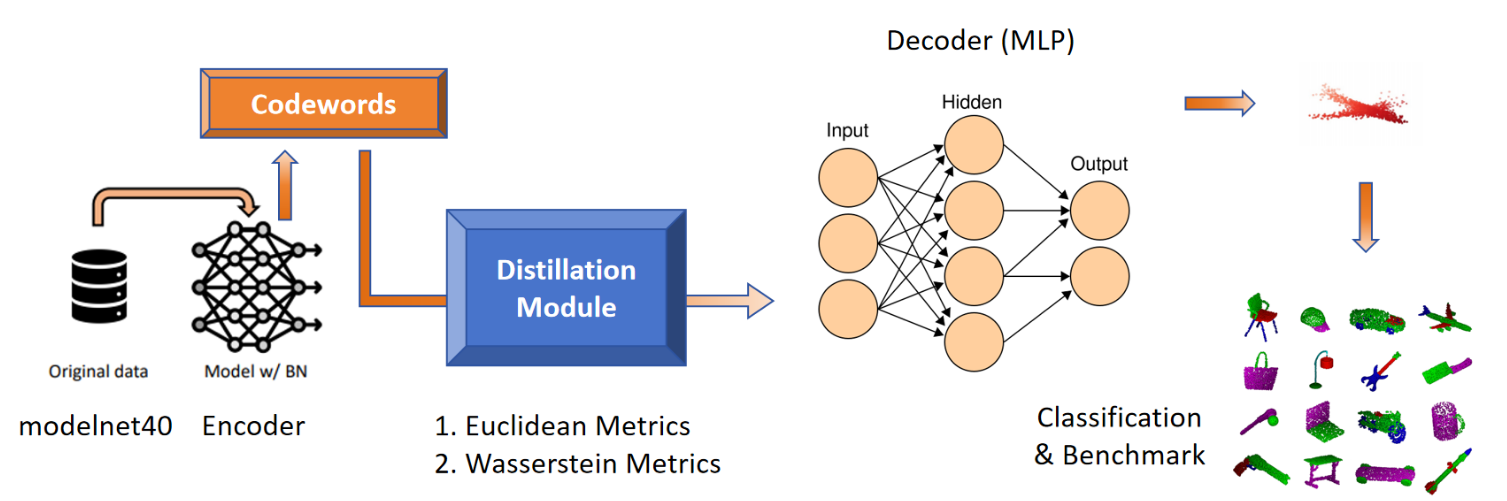 Codewords
Original data
Model w/ BN
modelnet40
Encoder
Distillation
Module
1. Euclidean Metrics
2. Wasserstein Metrics
Decoder (MLP)
Input
Hidden
Output
Classification
& Benchmark